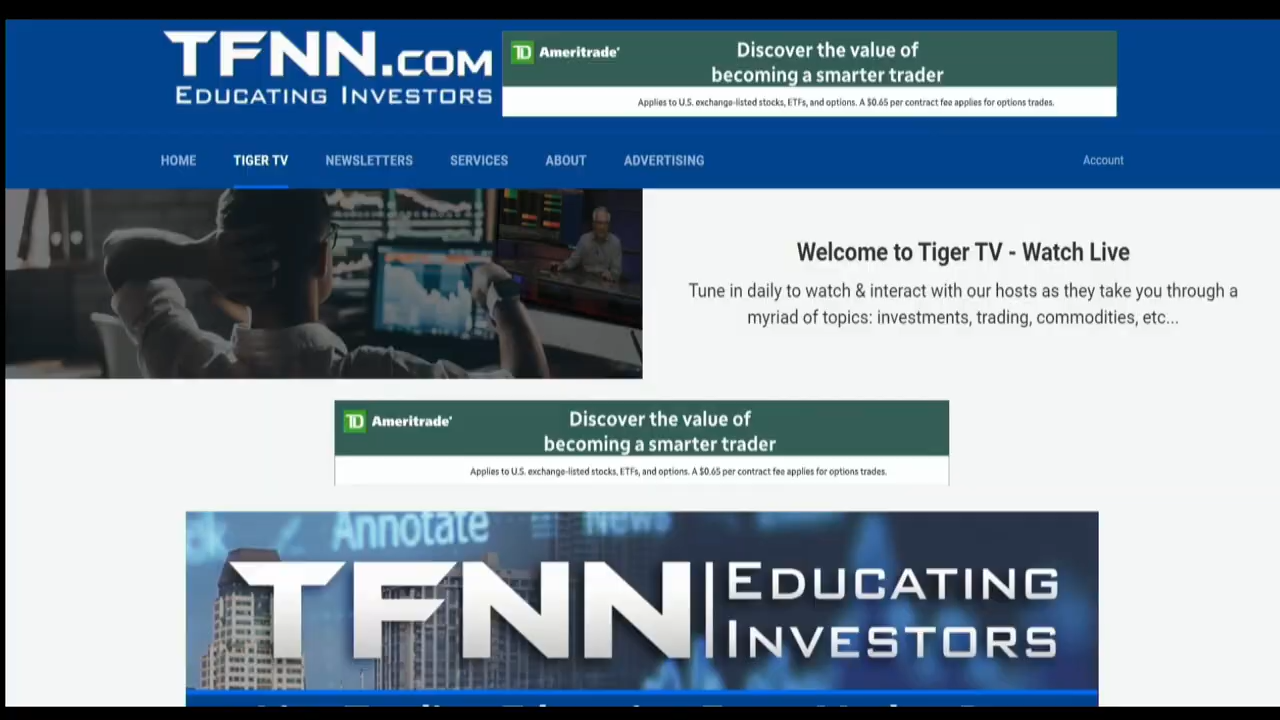 TFNN.COM
EDUCATING INVESTORS
TD Ameritrade
Discover the value of
becoming a smarter trader
Applies to U.S. exchange-listed stocks, ETFs, and options. A $0.65 per contract fee applies for options trades.
HOME TIGER TV NEWSLETTERS SERVICES ABOUT ADVERTISING Account
Welcome to Tiger TV - Watch Live
Tune in daily to watch & interact with our hosts as they take you through a
myriad of topics: investments, trading, commodities, etc...
TD Ameritrade
Discover the value of
becoming a smarter trader
Applies to U.S. exchange-listed stocks, ETFs, and options. A $0.65 per contract fee applies for options trades.
Annotate News
TFNN EDUCATING
INVESTORS